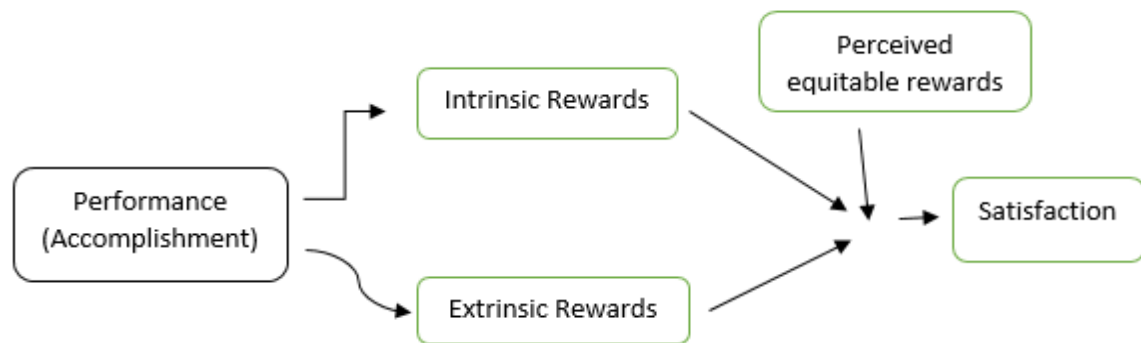 Perceived
equitable rewards
Intrinsic Rewards
Performance
(Accomplishment)
Satisfaction
Extrinsic Rewards